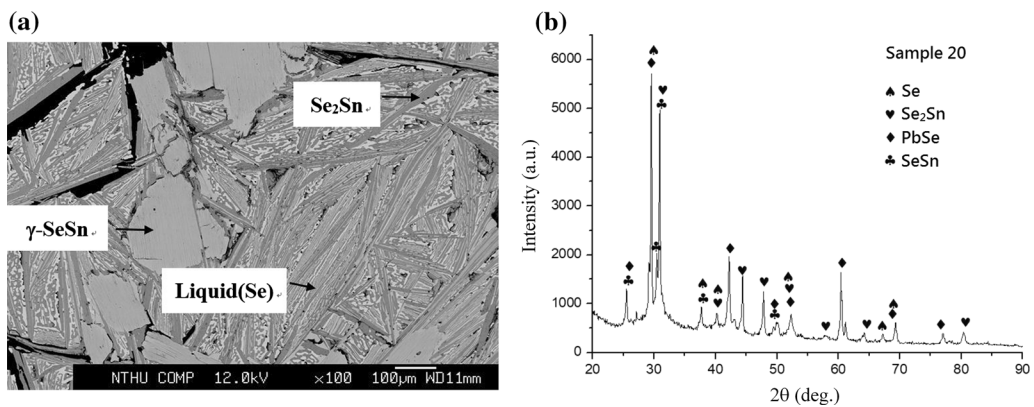 (a)
Se₂Sn
γ-SeSn
Liquid(Se)
NTHU COMP 12.0kV ×100 100μm WD11mm
(b)
Sample 20
♠ Se
♥ Se₂Sn
♦ PbSe
♣ SeSn
Intensity (a.u.)
6000
5000
4000
3000
2000
1000
0
20 30 40 50 60 70 80 90
2θ (deg.)